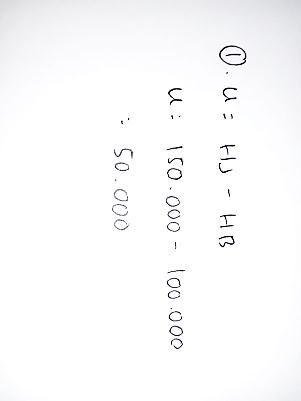 ①. u = HJ - HB
u = 150.000 - 100.000
= 50.000